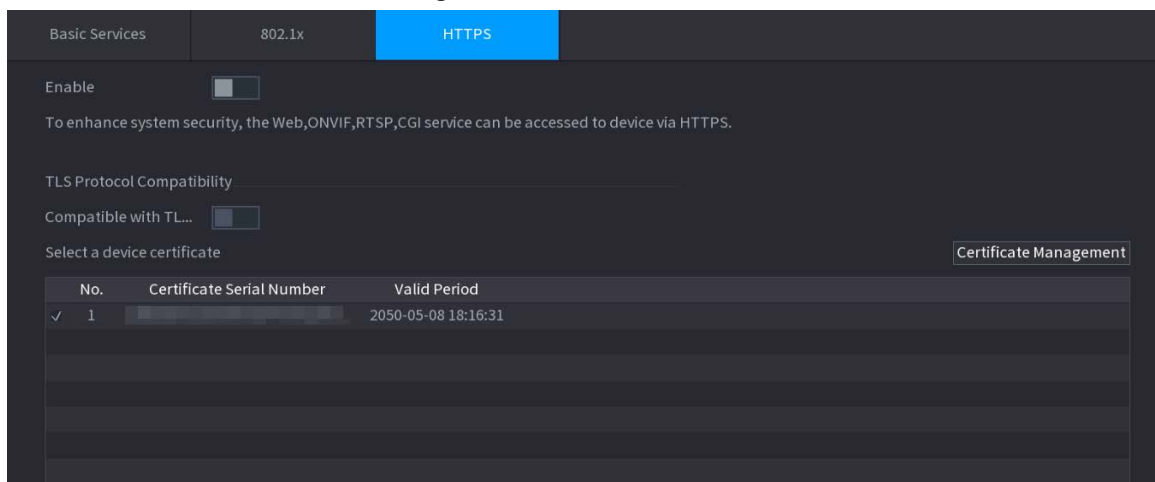 Basic Services 802.1x HTTPS
Enable
To enhance system security, the Web,ONVIF,RTSP,CGI service can be accessed to device via HTTPS.
TLS Protocol Compatibility
Compatible with TL...
Select a device certificate Certificate Management
No. Certificate Serial Number Valid Period
1 2050-05-08 18:16:31